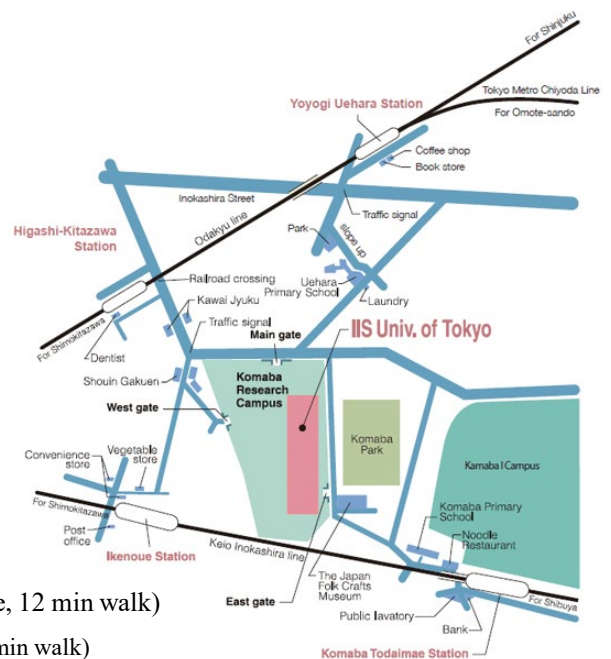 For Shinjuku
Tokyo Metro Chiyoda Line
For Omote-sando
Yoyogi Uehara Station
Coffee shop
Book store
Inokashira Street
Traffic signal
Higashi-Kitazawa
Station
Odakyu line
Park
slope up
Uehara
Primary School
Laundry
Railroad crossing
Kawai Jyuku
For Shimokitazawa
Traffic signal
Dentist
Main gate
IIS Univ. of Tokyo
Shouin Gakuen
Komaba
Research
Campus
West gate
Komaba
Park
Komaba I Campus
Convenience
store
Vegetable
store
For Shimokitazawa
Post
office
Ikenoue Station
Keio Inokashira line
Komaba Primary
School
Noodle
Restaurant
The Japan
Folk Crafts
Museum
East gate
Public lavatory
Bank
For Shibuya
Komaba Todaimae Station
e, 12 min walk)
min walk)